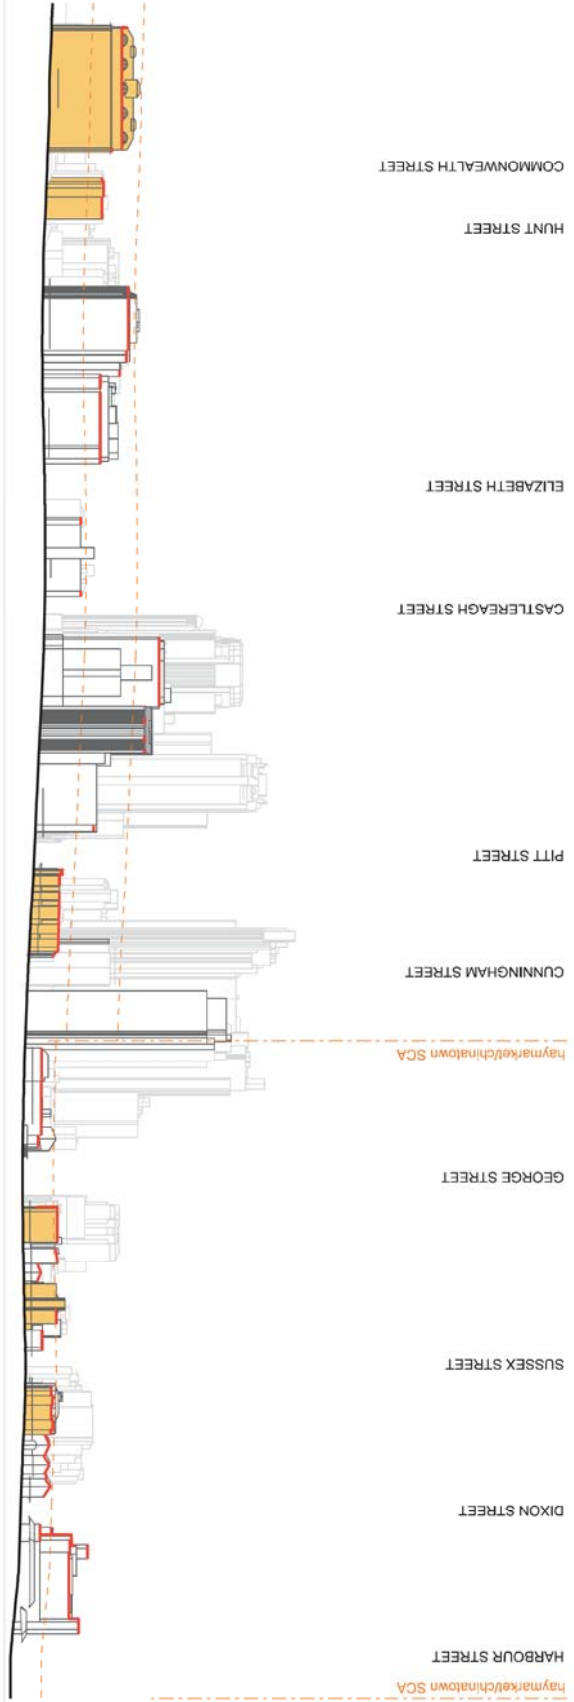 haymarket/chinatown SCA
HARBOUR STREET
DIXON STREET
SUSSEX STREET
GEORGE STREET
haymarket/chinatown SCA
CUNNINGHAM STREET
PITT STREET
CASTLEREAGH STREET
ELIZABETH STREET
HUNT STREET
COMMONWEALTH STREET